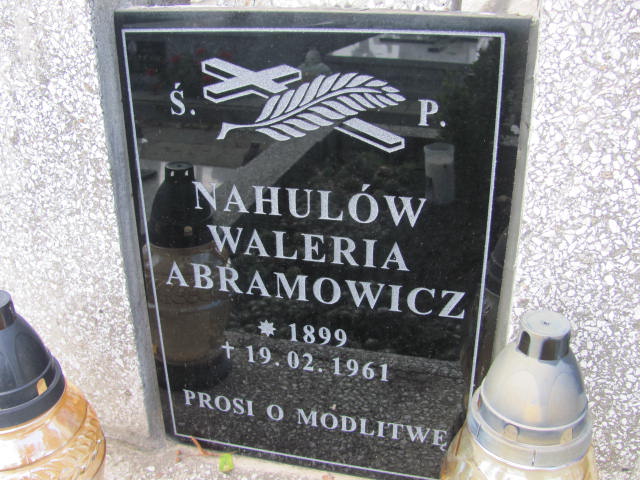 Ś. P.
NAHULÓW
WALERIA
ABRAMOWICZ
* 1899
+ 19.02.1961
PROSI O MODLITWĘ